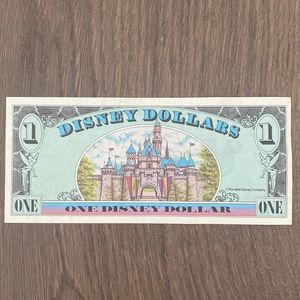 DISNEY DOLLARS
1 1
© The Walt Disney Company
ONE ONE DISNEY DOLLAR ONE